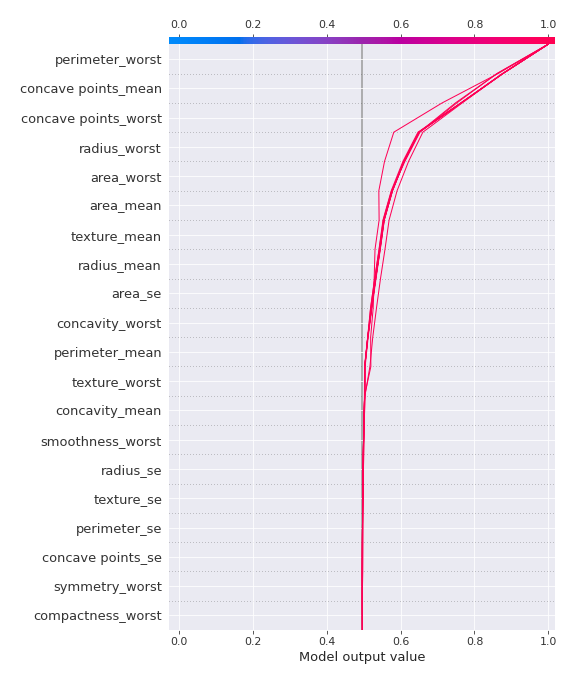 0.0 0.2 0.4 0.6 0.8 1.0
perimeter_worst
concave points_mean
concave points_worst
radius_worst
area_worst
area_mean
texture_mean
radius_mean
area_se
concavity_worst
perimeter_mean
texture_worst
concavity_mean
smoothness_worst
radius_se
texture_se
perimeter_se
concave points_se
symmetry_worst
compactness_worst
0.0 0.2 0.4 0.6 0.8 1.0
Model output value